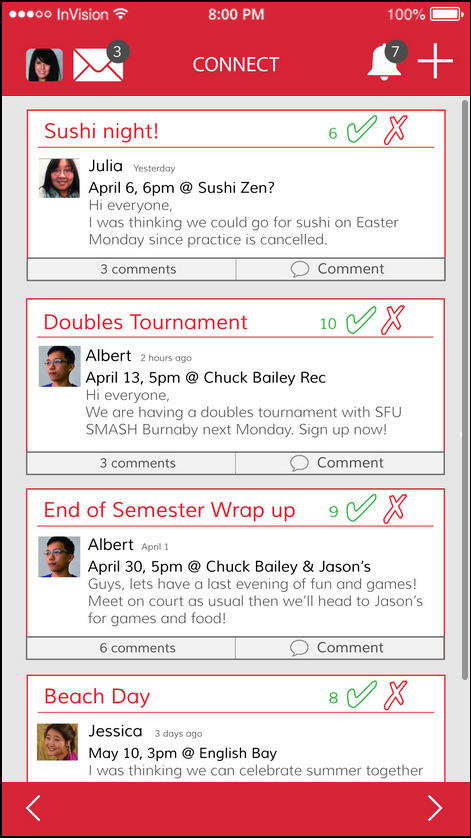 InVision 8:00 PM 100%
3 CONNECT 7
Sushi night! 6
Julia Yesterday
April 6, 6pm @ Sushi Zen?
Hi everyone,
I was thinking we could go for sushi on Easter
Monday since practice is cancelled.
3 comments Comment
Doubles Tournament 10
Albert 2 hours ago
April 13, 5pm @ Chuck Bailey Rec
Hi everyone,
We are having a doubles tournament with SFU
SMASH Burnaby next Monday. Sign up now!
3 comments Comment
End of Semester Wrap up 9
Albert April 1
April 30, 5pm @ Chuck Bailey & Jason's
Guys, lets have a last evening of fun and games!
Meet on court as usual then we'll head to Jason's
for games and food!
6 comments Comment
Beach Day 8
Jessica 3 days ago
May 10, 3pm @ English Bay
I was thinking we can celebrate summer together